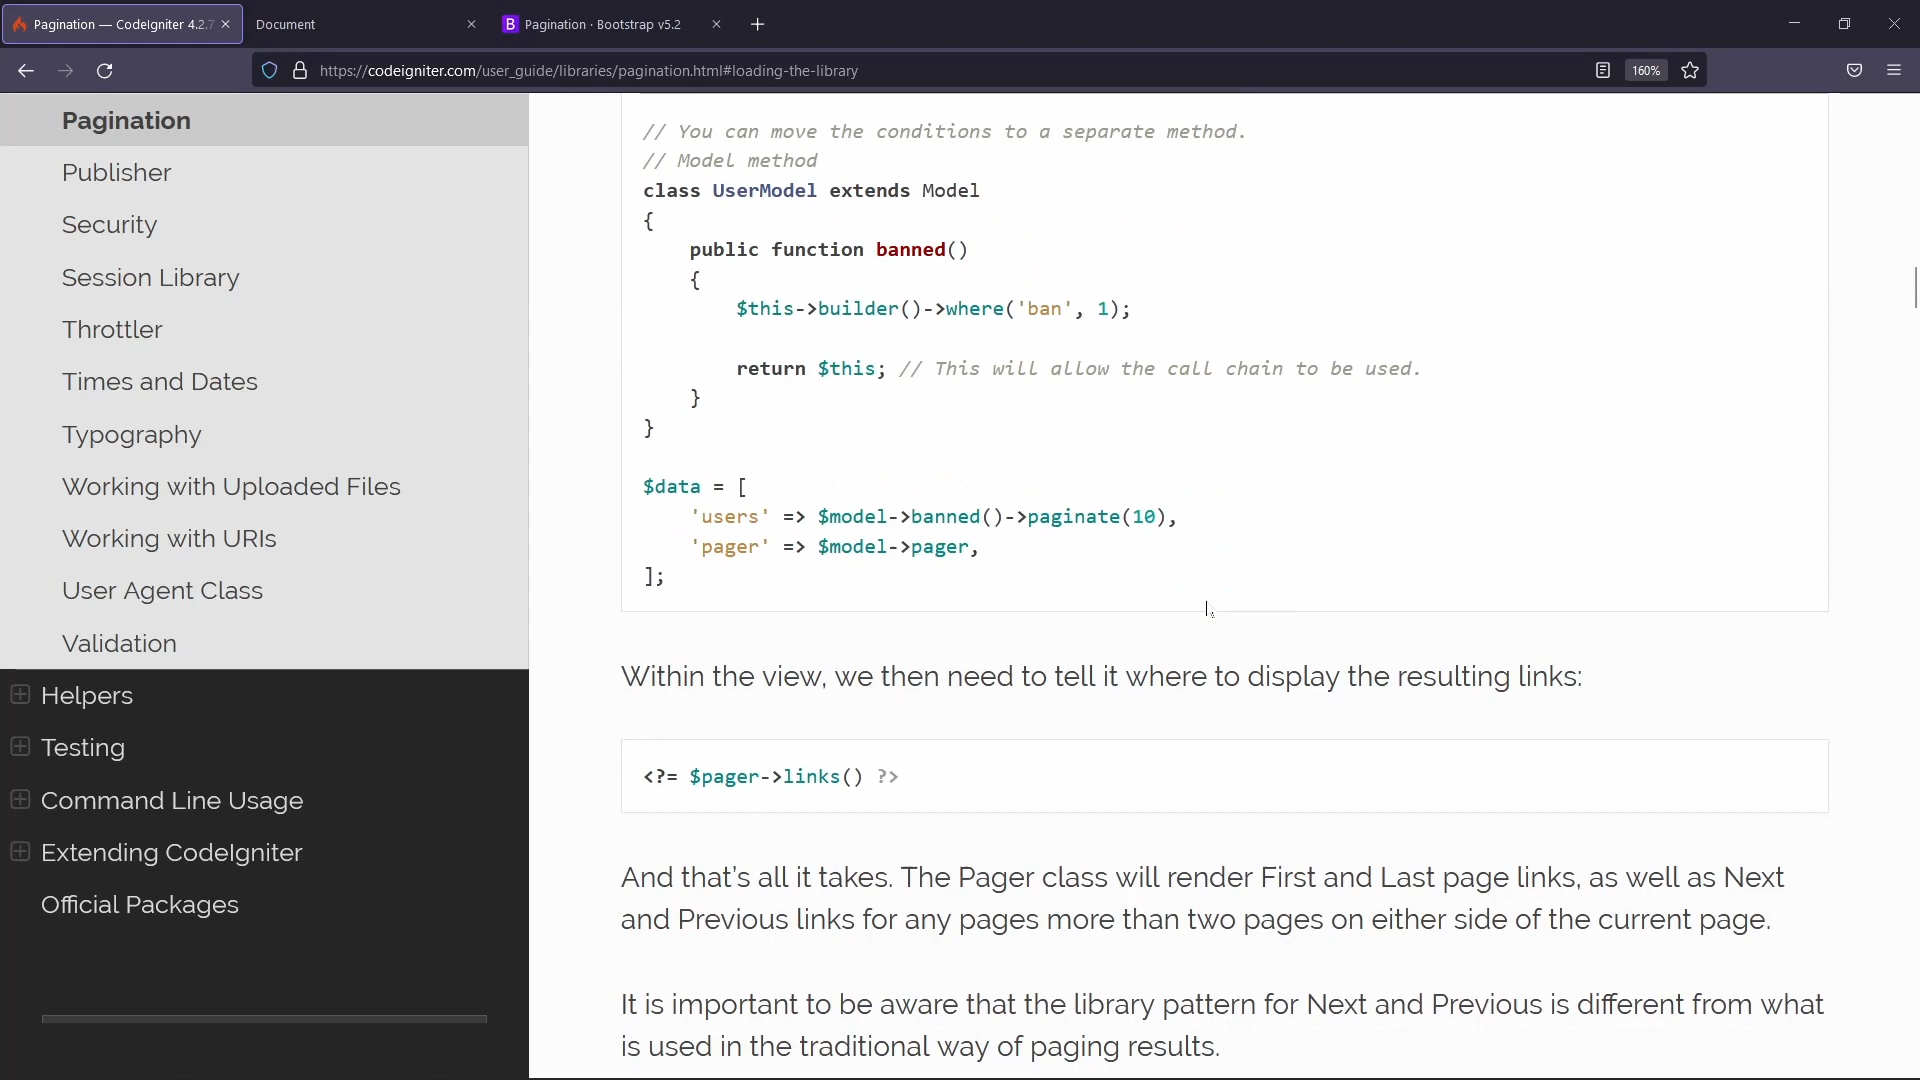 Pagination — CodeIgniter 4.2.7
Document
B Pagination · Bootstrap v5.2
https://codeigniter.com/user_guide/libraries/pagination.html#loading-the-library
160%
Pagination
Publisher
Security
Session Library
Throttler
Times and Dates
Typography
Working with Uploaded Files
Working with URIs
User Agent Class
Validation
Helpers
Testing
Command Line Usage
Extending CodeIgniter
Official Packages
// You can move the conditions to a separate method.
// Model method
class UserModel extends Model
{
    public function banned()
    {
        $this->builder()->where('ban', 1);
        return $this; // This will allow the call chain to be used.
    }
}
$data = [
    'users' => $model->banned()->paginate(10),
    'pager' => $model->pager,
];
Within the view, we then need to tell it where to display the resulting links:
<?= $pager->links() ?>
And that’s all it takes. The Pager class will render First and Last page links, as well as Next
and Previous links for any pages more than two pages on either side of the current page.
It is important to be aware that the library pattern for Next and Previous is different from what
is used in the traditional way of paging results.